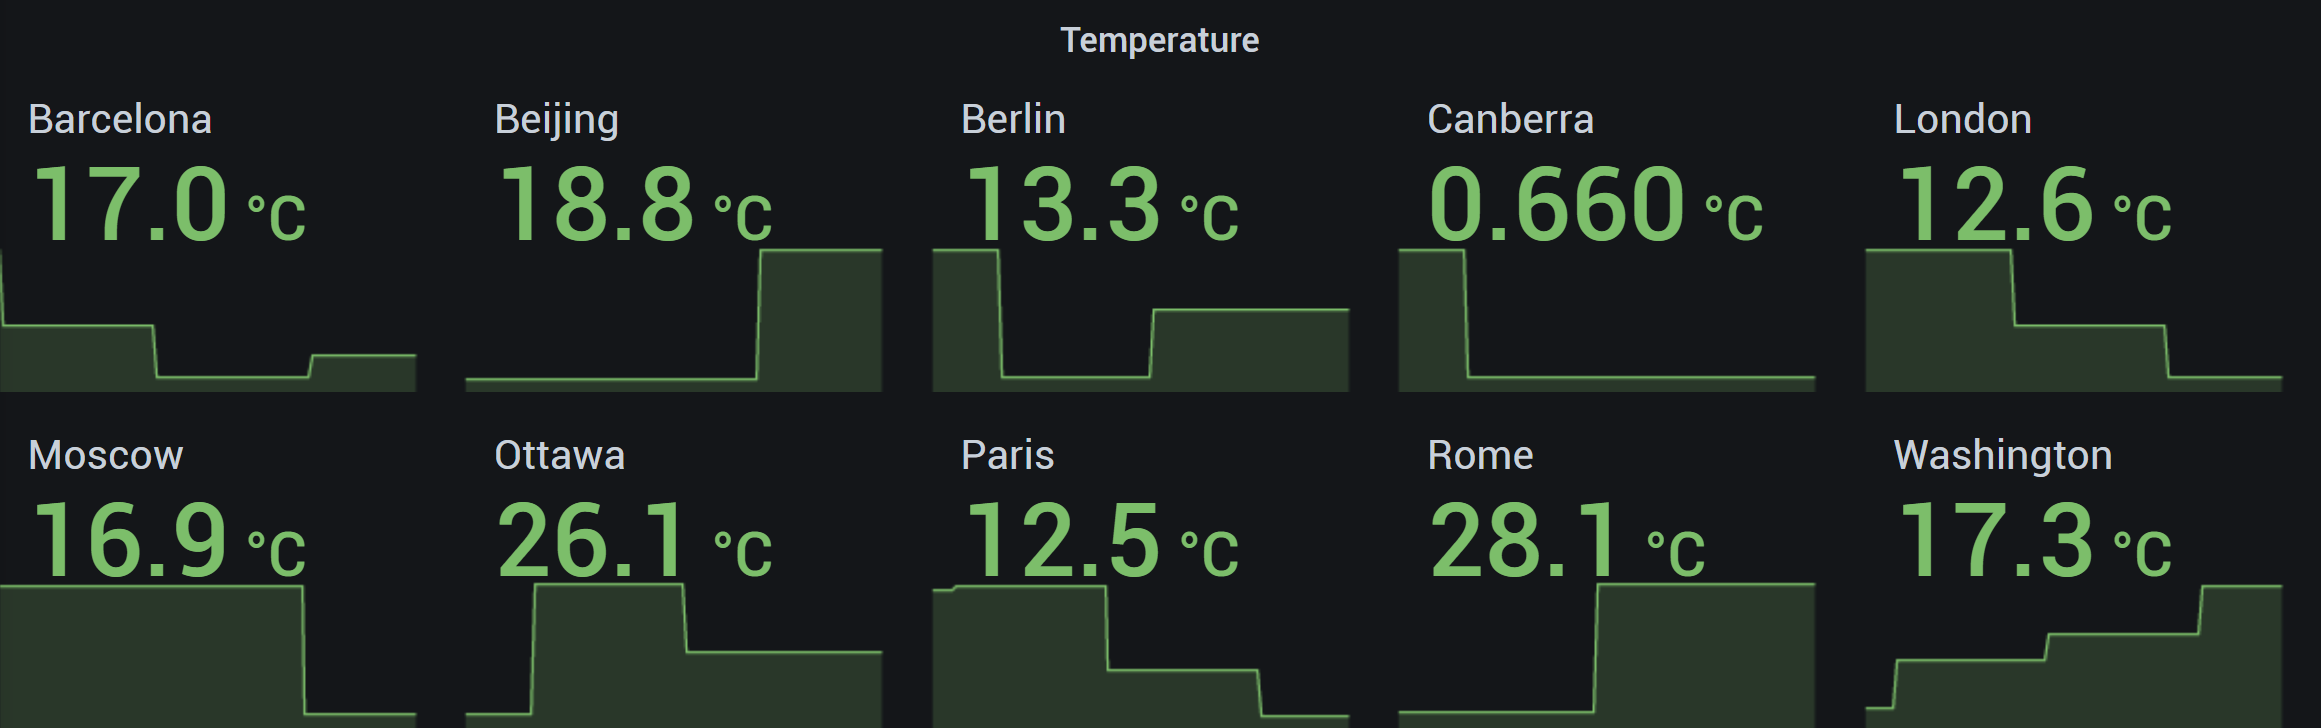 Temperature
Barcelona
17.0 °C
Beijing
18.8 °C
Berlin
13.3 °C
Canberra
0.660 °C
London
12.6 °C
Moscow
16.9 °C
Ottawa
26.1 °C
Paris
12.5 °C
Rome
28.1 °C
Washington
17.3 °C